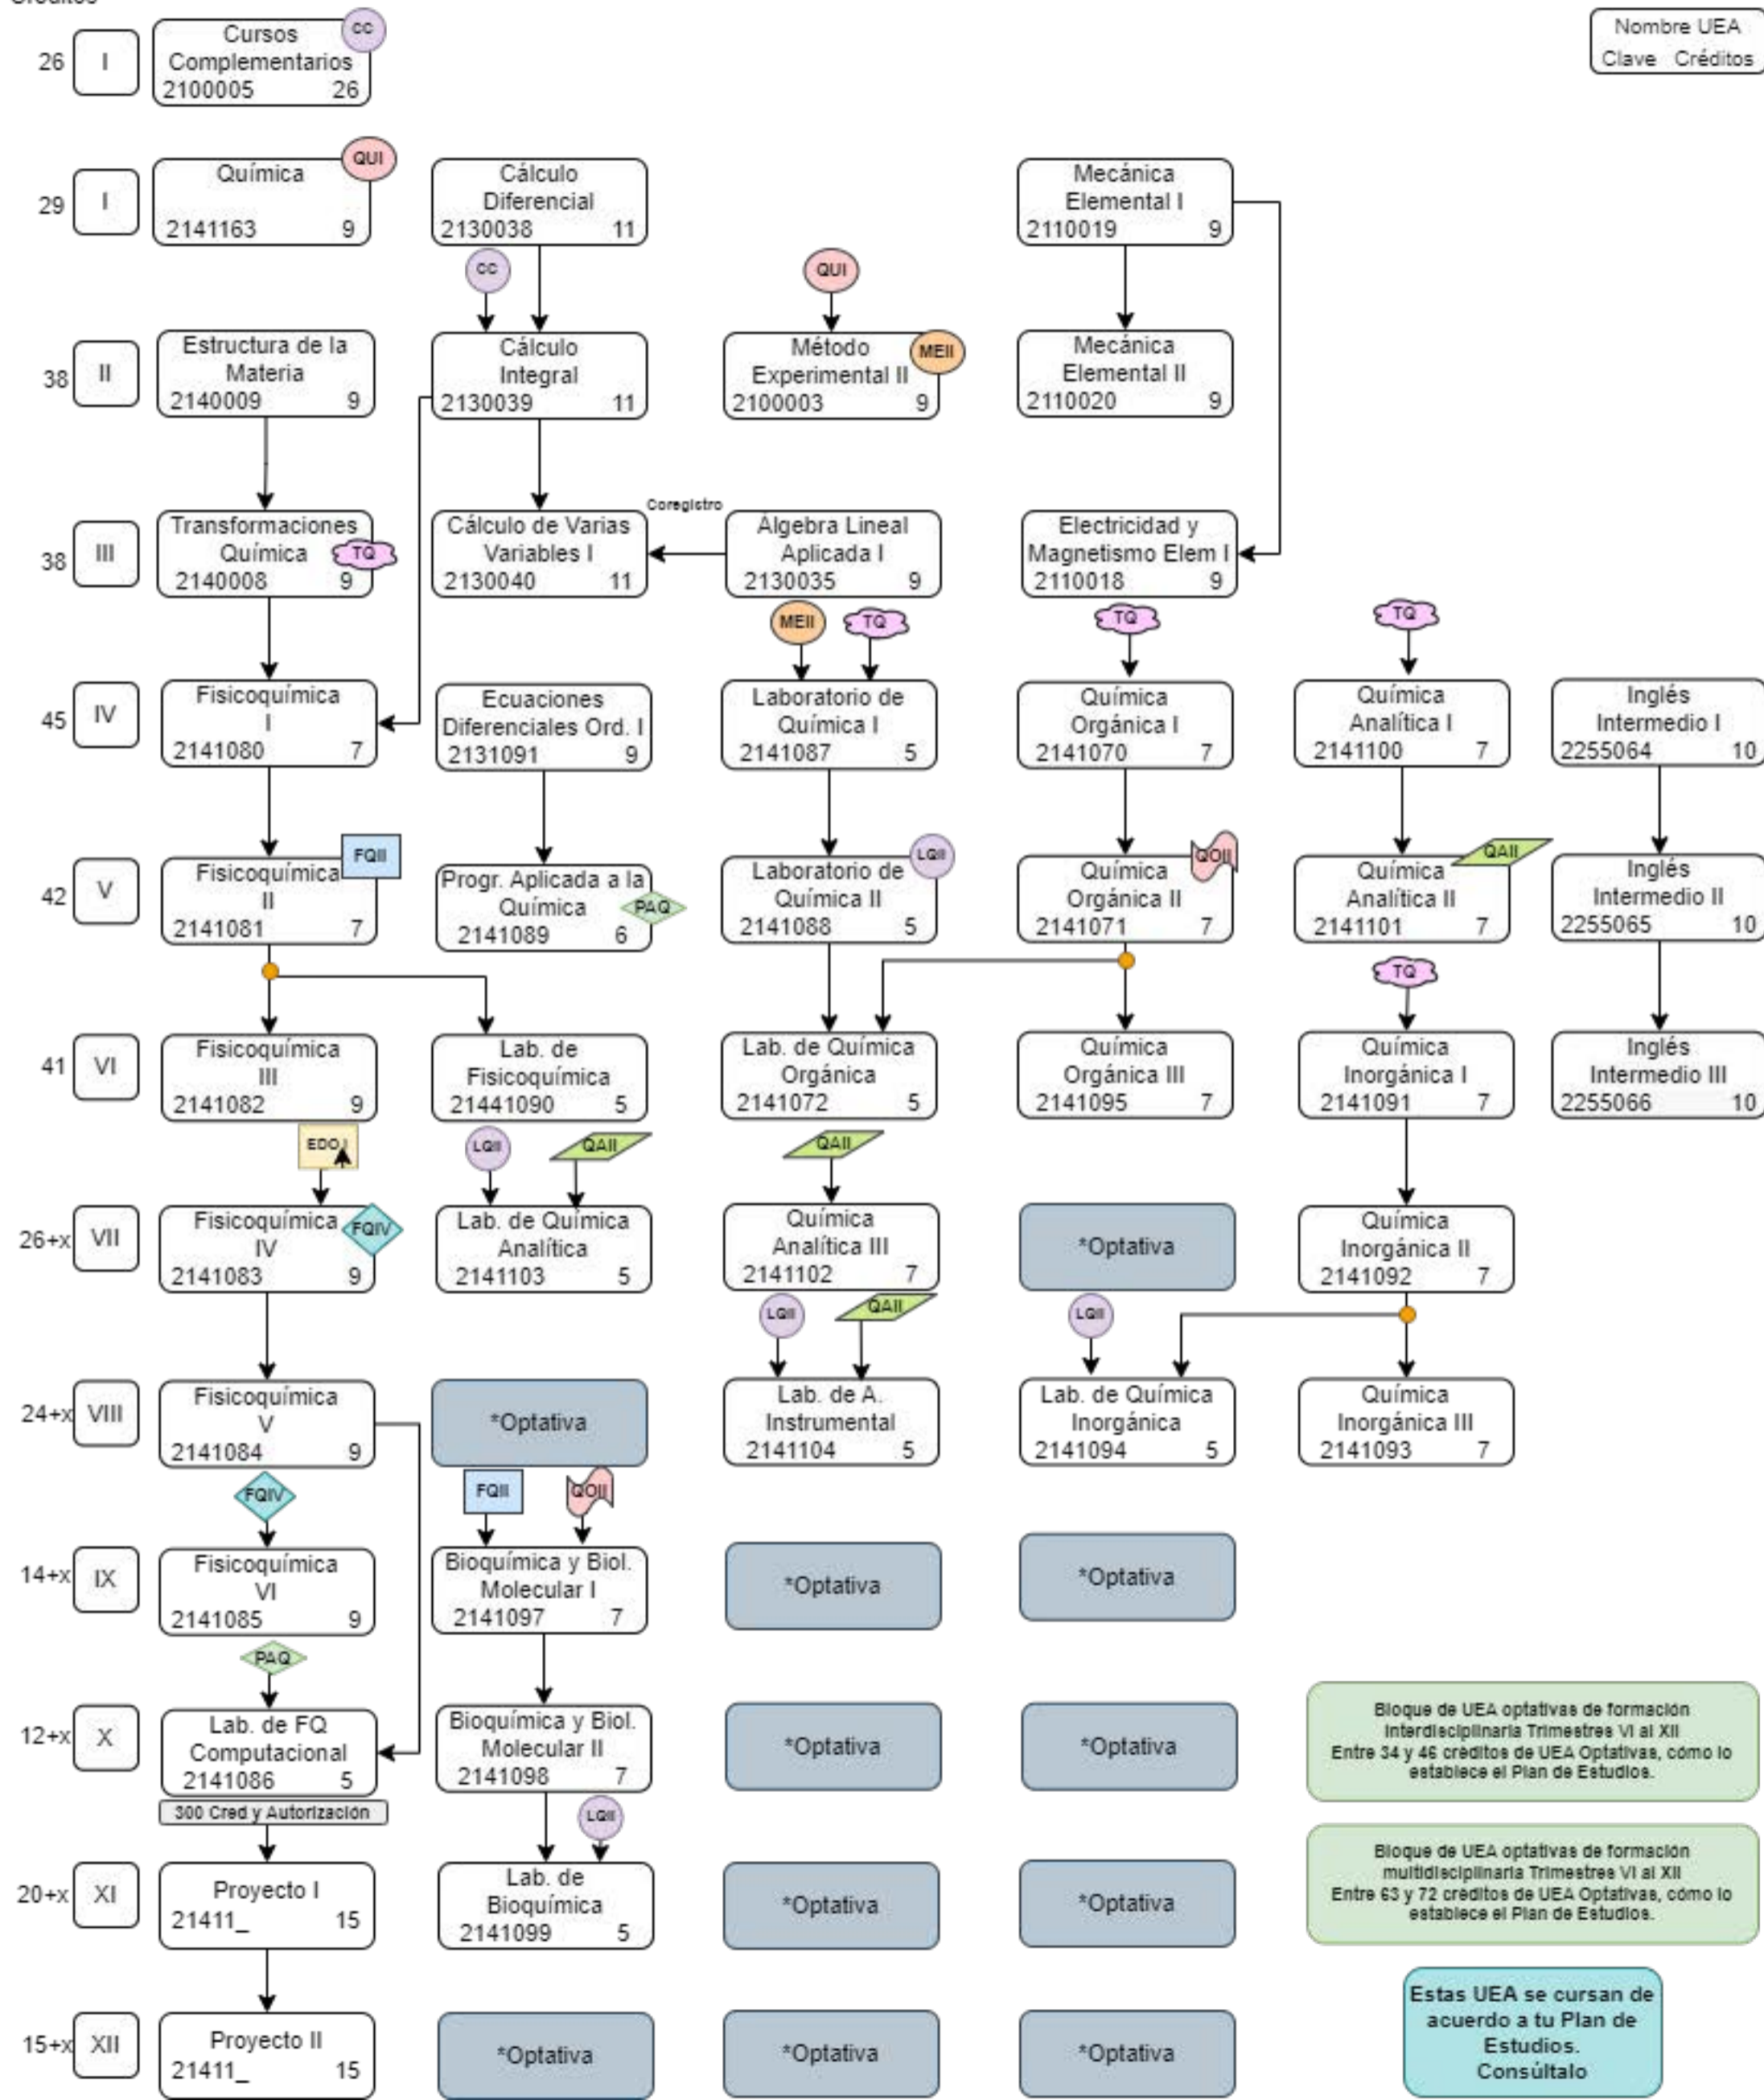 Nombre UEA
Clave Créditos
26
I
Cursos
Complementarios
2100005 26
CC
29
I
Química
2141163 9
QUI
Cálculo
Diferencial
2130038 11
Mecánica
Elemental I
2110019 9
CC
QUI
38
II
Estructura de la
Materia
2140009 9
Cálculo
Integral
2130039 11
Método
Experimental II
2100003 9
MEII
Mecánica
Elemental II
2110020 9
38
III
Transformaciones
Química
2140008 9
TQ
Cálculo de Varias
Variables I
2130040 11
Coregistro
Álgebra Lineal
Aplicada I
2130035 9
Electricidad y
Magnetismo Elem I
2110018 9
MEII
TQ
TQ
TQ
45
IV
Fisicoquímica
I
2141080 7
Ecuaciones
Diferenciales Ord. I
2131091 9
Laboratorio de
Química I
2141087 5
Química
Orgánica I
2141070 7
Química
Analítica I
2141100 7
Inglés
Intermedio I
2255064 10
42
V
Fisicoquímica
II
2141081 7
FQII
Progr. Aplicada a la
Química
2141089 6
PAQ
Laboratorio de
Química II
2141088 5
LQII
Química
Orgánica II
2141071 7
QOII
Química
Analítica II
2141101 7
QAII
Inglés
Intermedio II
2255065 10
TQ
41
VI
Fisicoquímica
III
2141082 9
Lab. de
Fisicoquímica
21441090 5
Lab. de Química
Orgánica
2141072 5
Química
Orgánica III
2141095 7
Química
Inorgánica I
2141091 7
Inglés
Intermedio III
2255066 10
EDO I
LQII
QAII
QAII
26+x
VII
Fisicoquímica
IV
2141083 9
FQIV
Lab. de Química
Analítica
2141103 5
Química
Analítica III
2141102 7
*Optativa
Química
Inorgánica II
2141092 7
LQII
QAII
LQII
24+x
VIII
Fisicoquímica
V
2141084 9
*Optativa
Lab. de A.
Instrumental
2141104 5
Lab. de Química
Inorgánica
2141094 5
Química
Inorgánica III
2141093 7
FQIV
FQII
QOII
14+x
IX
Fisicoquímica
VI
2141085 9
Bioquímica y Biol.
Molecular I
2141097 7
*Optativa
*Optativa
PAQ
12+x
X
Lab. de FQ
Computacional
2141086 5
Bioquímica y Biol.
Molecular II
2141098 7
*Optativa
*Optativa
Bloque de UEA optativas de formación
Interdisciplinaria Trimestres VI al XII
Entre 34 y 46 créditos de UEA Optativas, cómo lo
establece el Plan de Estudios.
300 Cred y Autorización
LQII
20+x
XI
Proyecto I
21411_ 15
Lab. de
Bioquímica
2141099 5
*Optativa
*Optativa
Bloque de UEA optativas de formación
multidisciplinaria Trimestres VI al XII
Entre 63 y 72 créditos de UEA Optativas, cómo lo
establece el Plan de Estudios.
15+x
XII
Proyecto II
21411_ 15
*Optativa
*Optativa
*Optativa
Estas UEA se cursan de
acuerdo a tu Plan de
Estudios.
Consúltalo